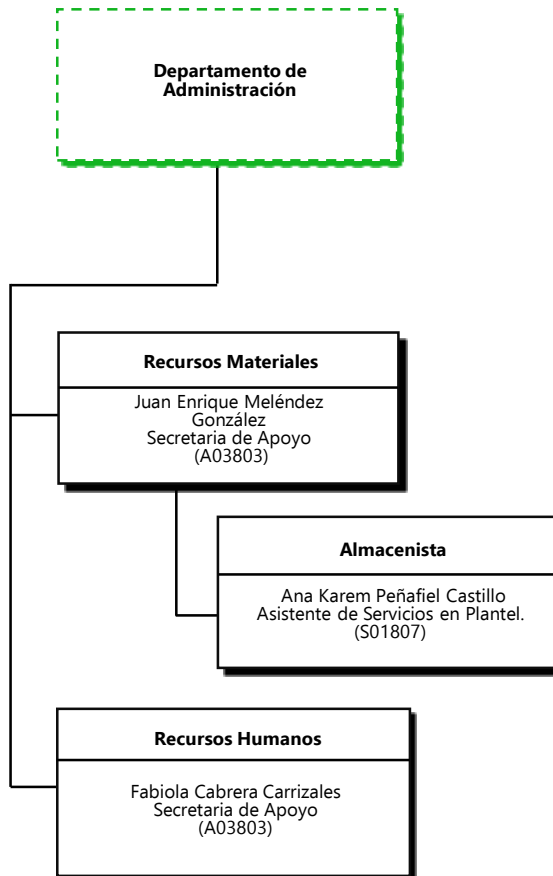 Departamento de
Administración
Recursos Materiales
Juan Enrique Meléndez
González
Secretaria de Apoyo
(A03803)
Almacenista
Ana Karem Peñafiel Castillo
Asistente de Servicios en Plantel.
(S01807)
Recursos Humanos
Fabiola Cabrera Carrizales
Secretaria de Apoyo
(A03803)